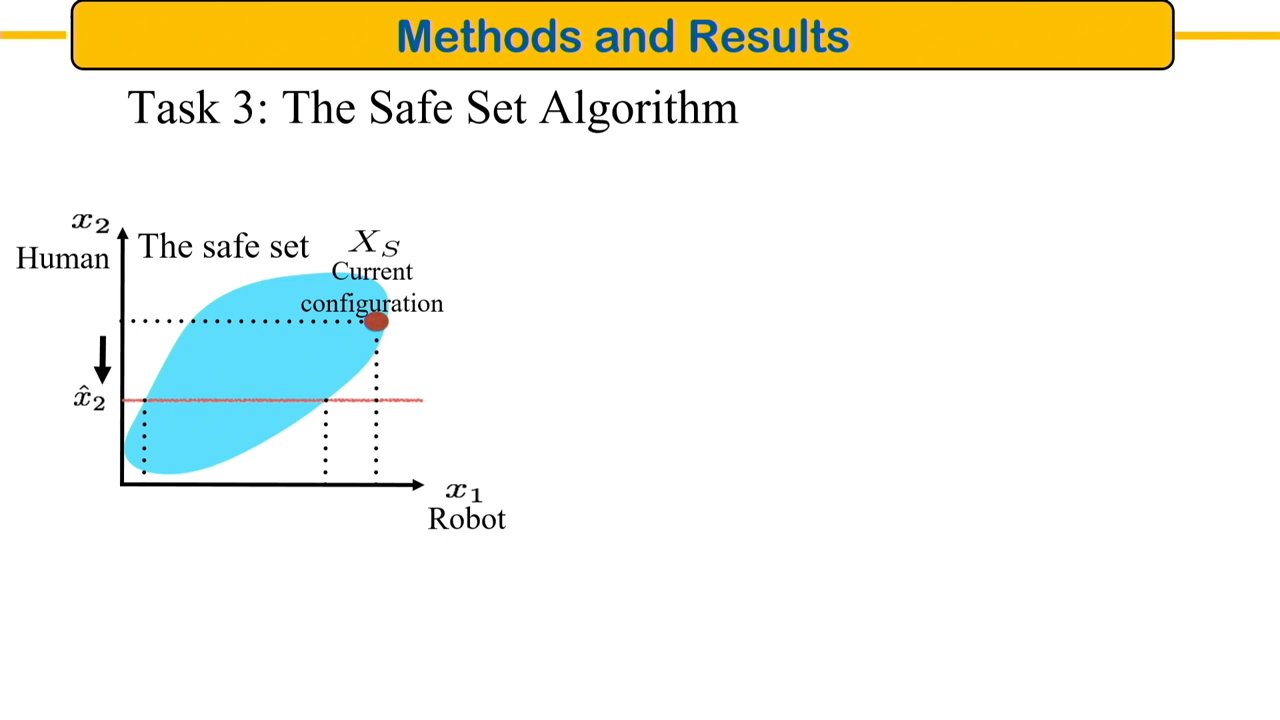 Methods and Results
Task 3: The Safe Set Algorithm
x₂
Human
The safe set X_S
Current
configuration
x̂₂
x₁
Robot